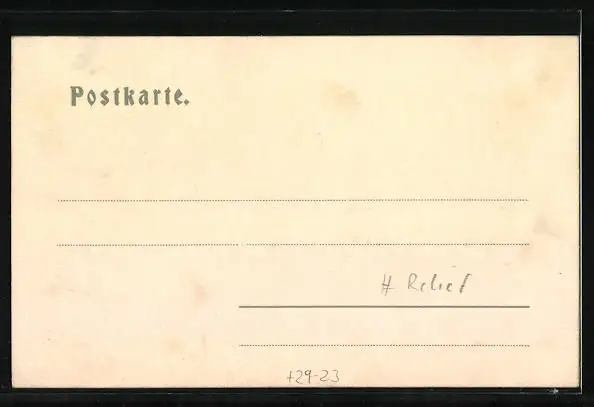 Postkarte.
# Relief
+29-23